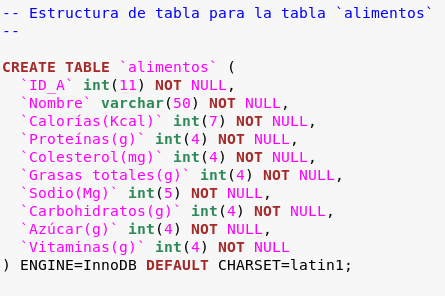 -- Estructura de tabla para la tabla `alimentos`
--
CREATE TABLE `alimentos` (
`ID_A` int(11) NOT NULL,
`Nombre` varchar(50) NOT NULL,
`Calorías(Kcal)` int(7) NOT NULL,
`Proteínas(g)` int(4) NOT NULL,
`Colesterol(mg)` int(4) NOT NULL,
`Grasas totales(g)` int(4) NOT NULL,
`Sodio(Mg)` int(5) NOT NULL,
`Carbohidratos(g)` int(4) NOT NULL,
`Azúcar(g)` int(4) NOT NULL,
`Vitaminas(g)` int(4) NOT NULL
) ENGINE=InnoDB DEFAULT CHARSET=latin1;